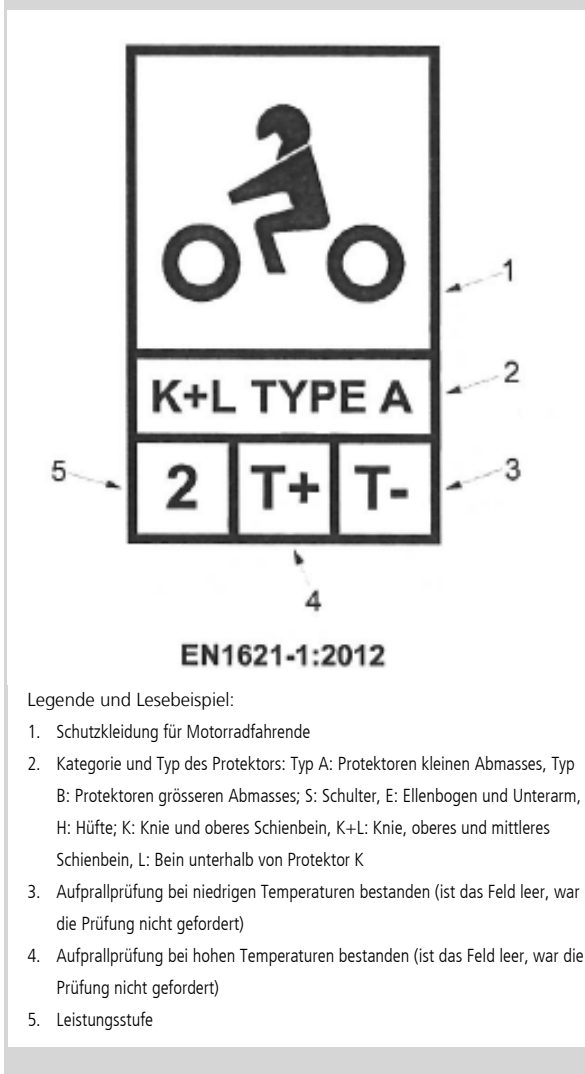 1
K+L TYPE A
2
5
2
T+
T-
3
4
EN1621-1:2012
Legende und Lesebeispiel:
1. Schutzkleidung für Motorradfahrende
2. Kategorie und Typ des Protektors: Typ A: Protektoren kleinen Abmasses, Typ
B: Protektoren grösseren Abmasses; S: Schulter, E: Ellenbogen und Unterarm,
H: Hüfte; K: Knie und oberes Schienbein, K+L: Knie, oberes und mittleres
Schienbein, L: Bein unterhalb von Protektor K
3. Aufprallprüfung bei niedrigen Temperaturen bestanden (ist das Feld leer, war
die Prüfung nicht gefordert)
4. Aufprallprüfung bei hohen Temperaturen bestanden (ist das Feld leer, war die
Prüfung nicht gefordert)
5. Leistungsstufe